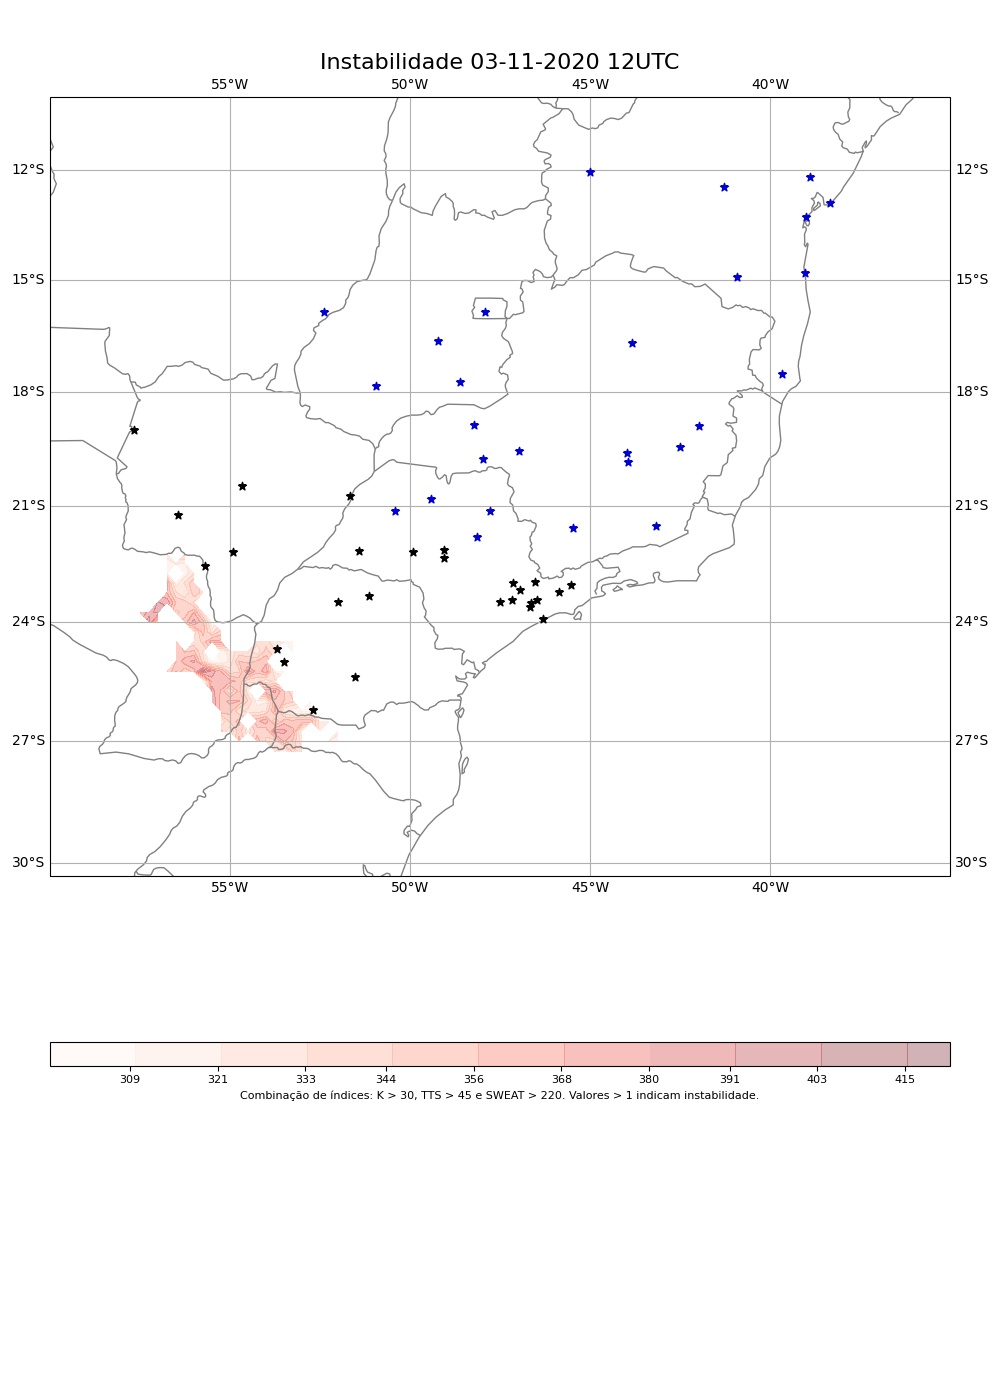 Instabilidade 03-11-2020 12UTC
55°W 50°W 45°W 40°W
12°S 12°S
15°S 15°S
18°S 18°S
21°S 21°S
24°S 24°S
27°S 27°S
30°S 30°S
55°W 50°W 45°W 40°W
309 321 333 344 356 368 380 391 403 415
Combinação de índices: K > 30, TTS > 45 e SWEAT > 220. Valores > 1 indicam instabilidade.